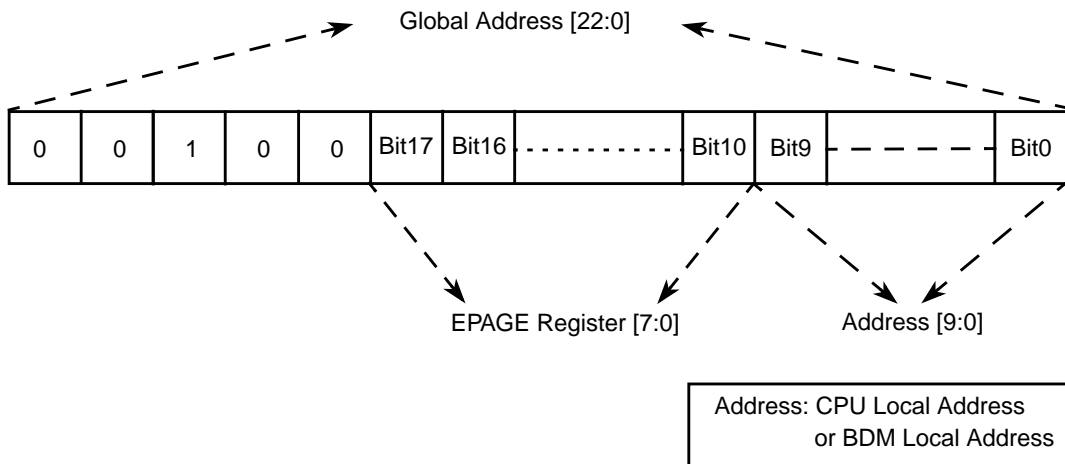 Global Address [22:0]
0 0 1 0 0 Bit17 Bit16 Bit10 Bit9 Bit0
EPAGE Register [7:0] Address [9:0]
Address: CPU Local Address
or BDM Local Address